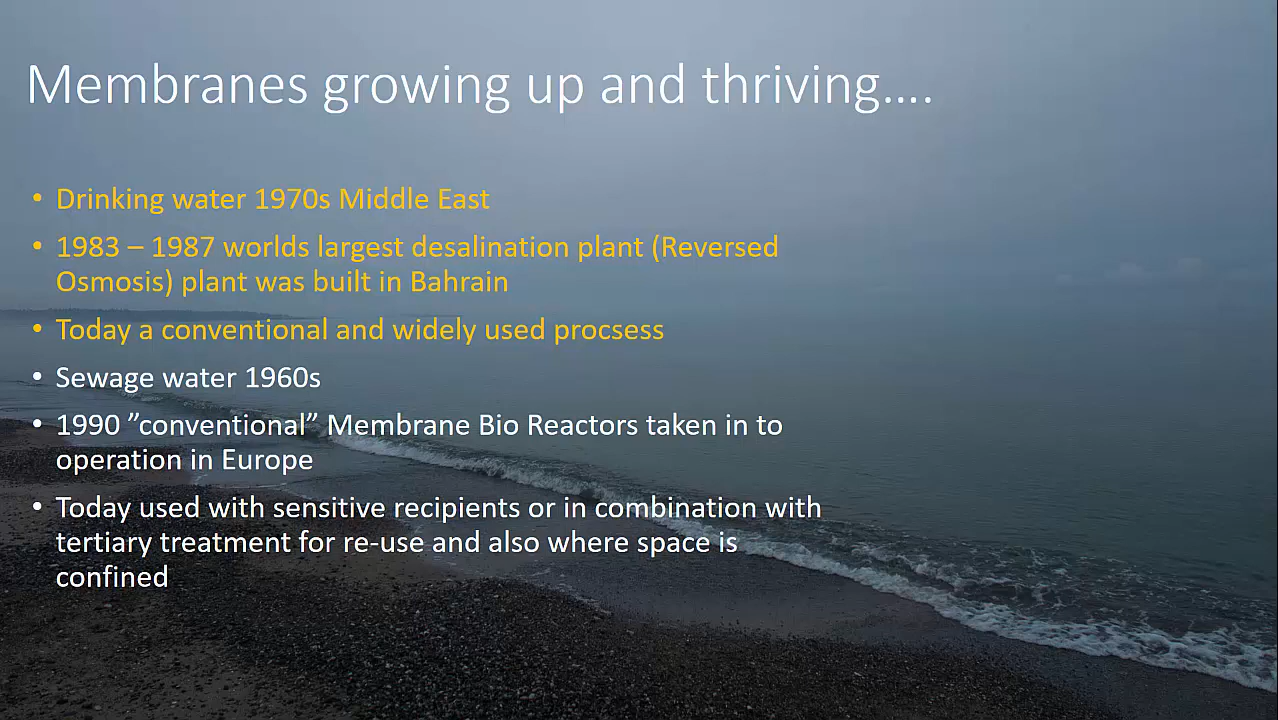 Membranes growing up and thriving....
• Drinking water 1970s Middle East
• 1983 – 1987 worlds largest desalination plant (Reversed
Osmosis) plant was built in Bahrain
• Today a conventional and widely used procsess
• Sewage water 1960s
• 1990 ”conventional” Membrane Bio Reactors taken in to
operation in Europe
• Today used with sensitive recipients or in combination with
tertiary treatment for re-use and also where space is
confined